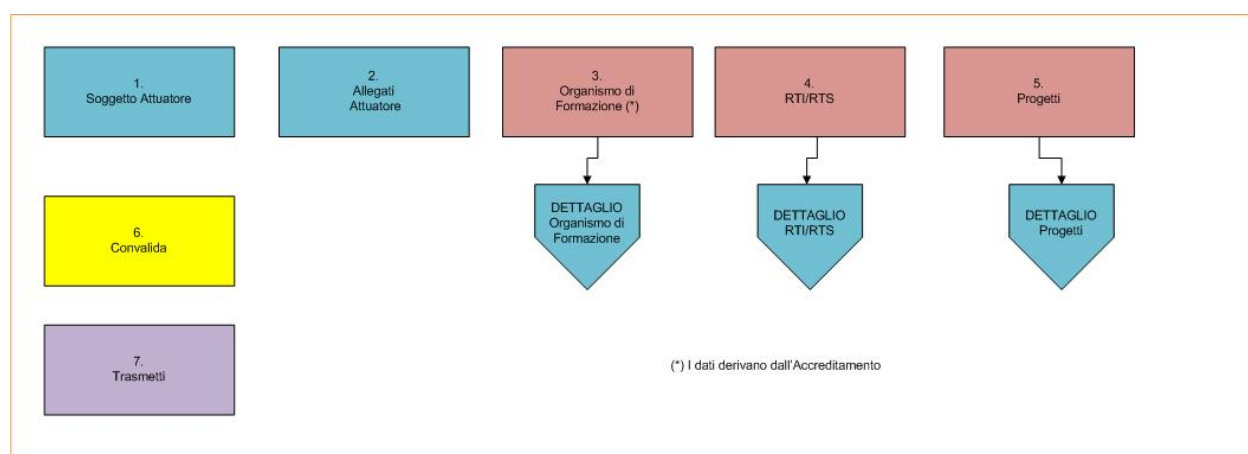 1.
Soggetto Attuatore
2.
Allegati
Attuatore
3.
Organismo di
Formazione (*)
4.
RTI/RTS
5.
Progetti
DETTAGLIO
Organismo di
Formazione
DETTAGLIO
RTI/RTS
DETTAGLIO
Progetti
6.
Convalida
7.
Trasmetti
(*) I dati derivano dall'Accreditamento